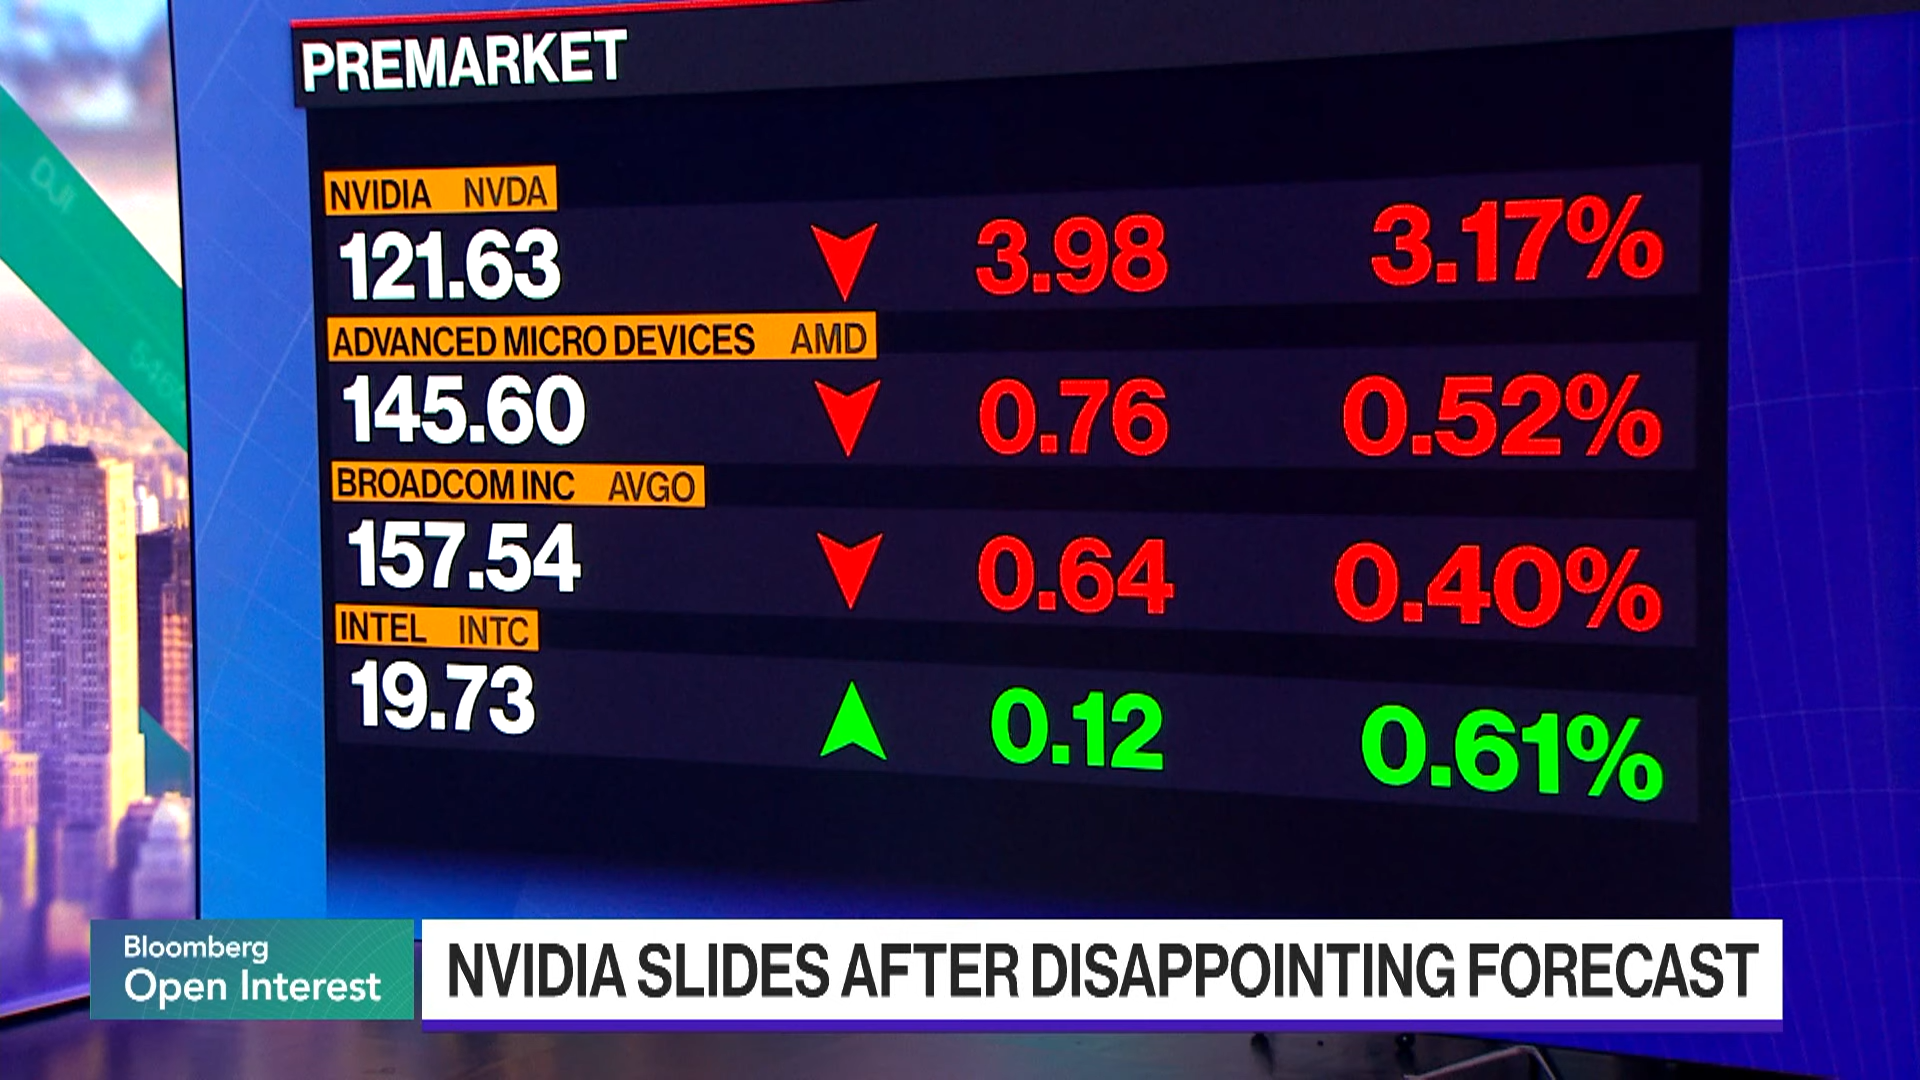 PREMARKET
NVIDIA NVDA
121.63 ▼ 3.98 3.17%
ADVANCED MICRO DEVICES AMD
145.60 ▼ 0.76 0.52%
BROADCOM INC AVGO
157.54 ▼ 0.64 0.40%
INTEL INTC
19.73 ▲ 0.12 0.61%
DJI
Bloomberg
Open Interest
NVIDIA SLIDES AFTER DISAPPOINTING FORECAST